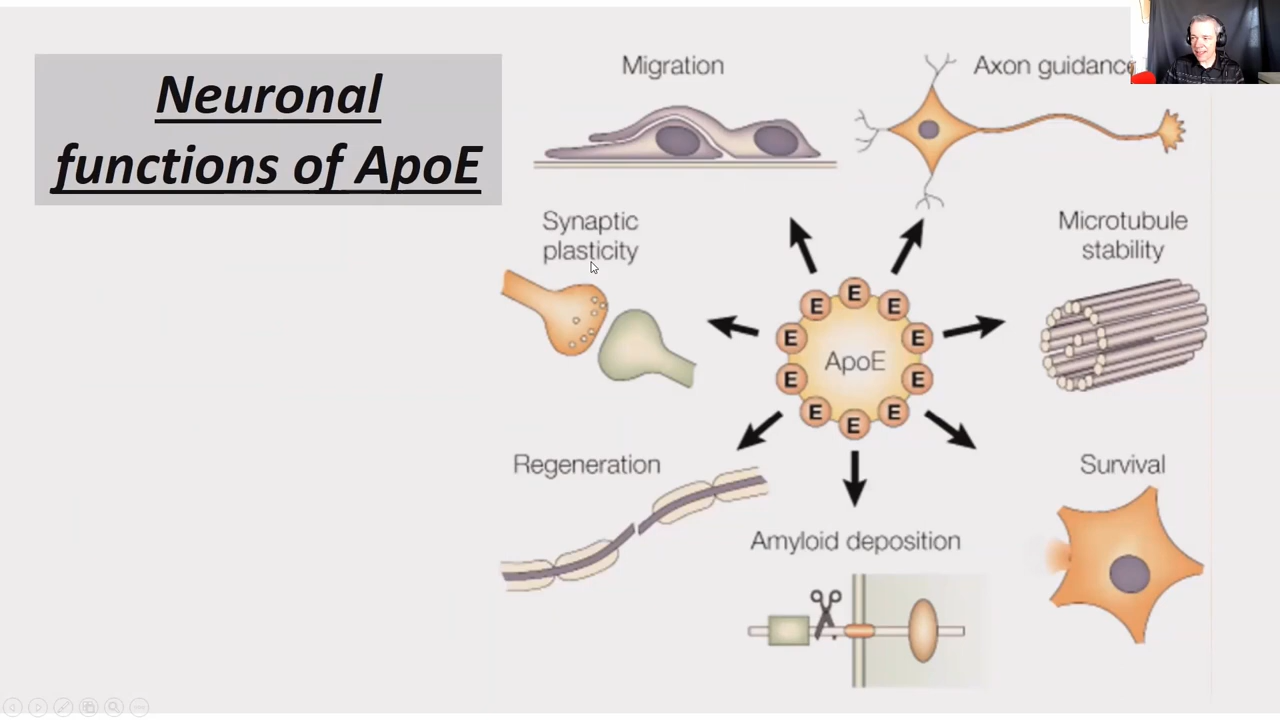 Neuronal
functions of ApoE
Migration
Axon guidance
Synaptic
plasticity
Microtubule
stability
E
E
E
E
E
ApoE
E
E
E
E
E
Regeneration
Survival
Amyloid deposition